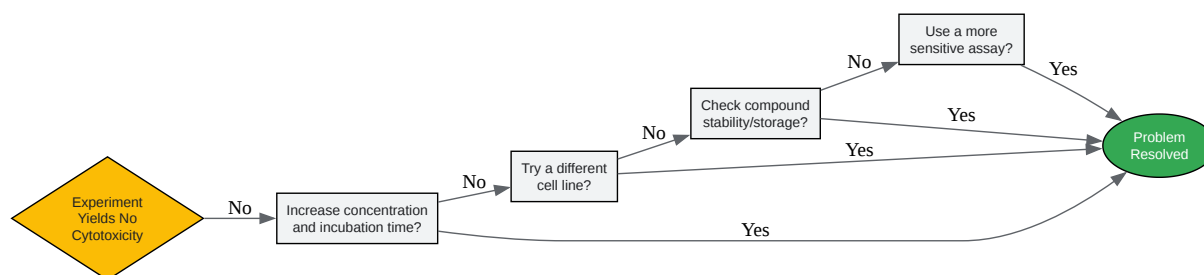 Use a more
sensitive assay?
No
Yes
Check compound
stability/storage?
Yes
No
Problem
Resolved
Try a different
cell line?
Yes
No
Experiment
Yields No
Cytotoxicity
No
Increase concentration
and incubation time?
Yes